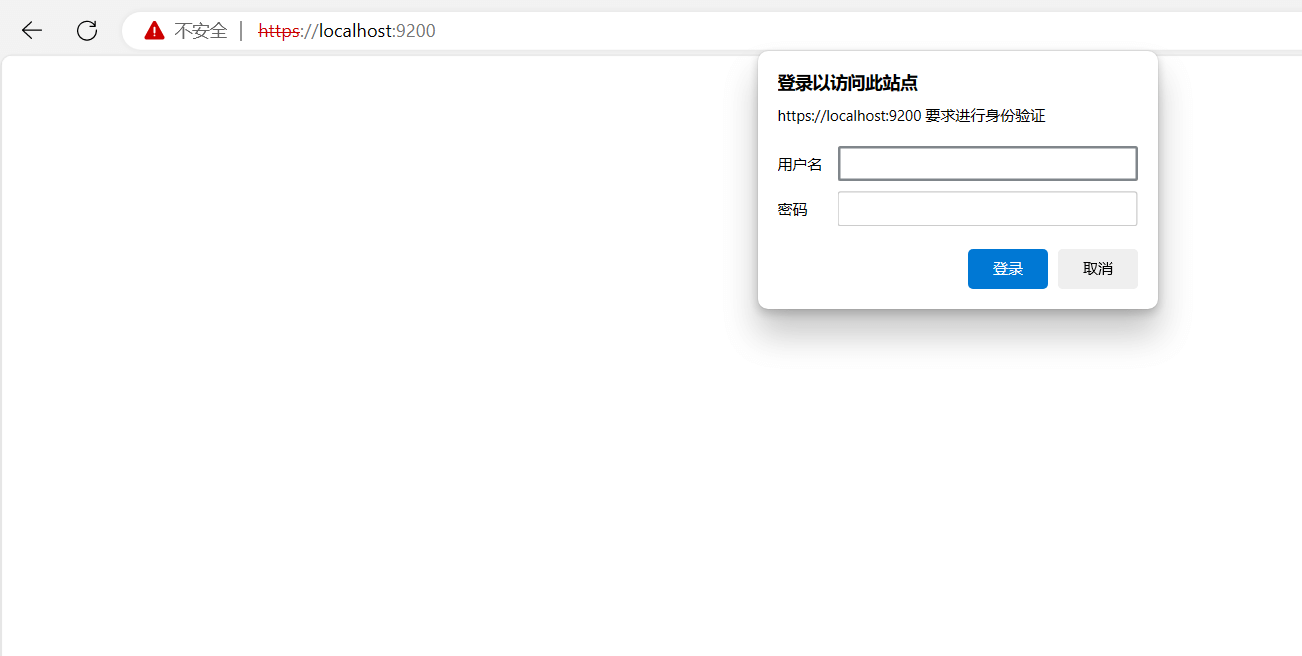 不安全 | https://localhost:9200
登录以访问此站点
https://localhost:9200 要求进行身份验证
用户名
密码
登录 取消